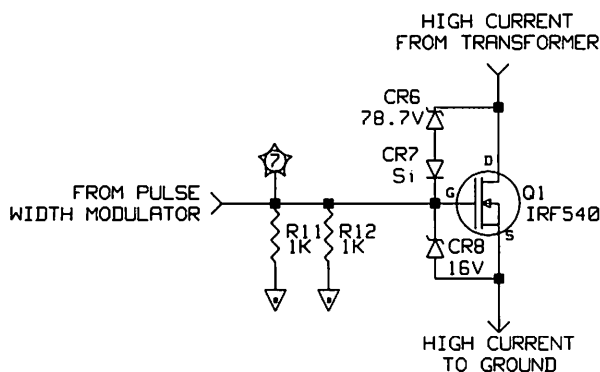 HIGH CURRENT
FROM TRANSFORMER
CR6
78.7V
7
CR7
Si
D
FROM PULSE
WIDTH MODULATOR
G
Q1
IRF540
R11
1K
R12
1K
CR8
16V
S
HIGH CURRENT
TO GROUND